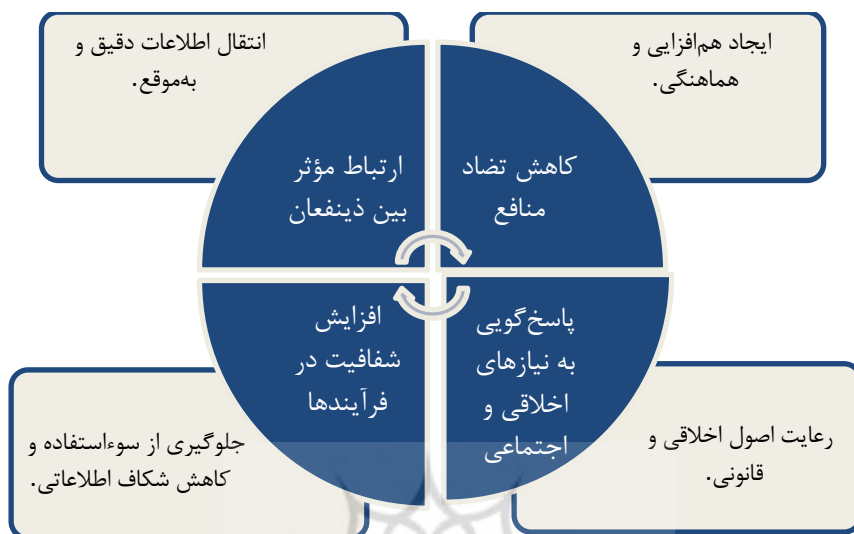 ایجاد هم‌افزایی و
هماهنگی.
انتقال اطلاعات دقیق و
به‌موقع.
کاهش تضاد
منافع
ارتباط مؤثر
بین ذینفعان
پاسخ‌گویی
به نیازهای
اخلاقی و
اجتماعی
افزایش
شفافیت در
فرآیندها
رعایت اصول اخلاقی و
قانونی.
جلوگیری از سوءاستفاده و
کاهش شکاف اطلاعاتی.